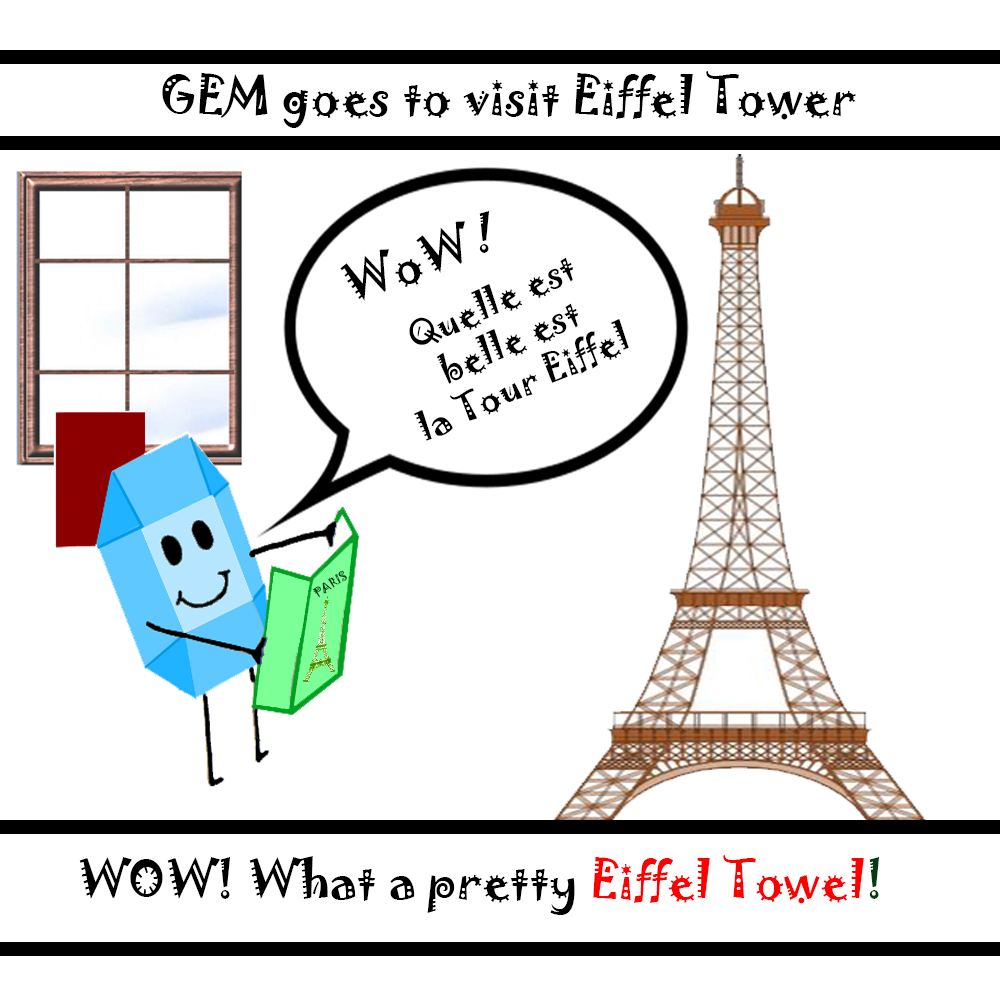 GEM goes to visit Eiffel Tower
WoW!
Quelle est
belle est
la Tour Eiffel
PARIS
WOW! What a pretty Eiffel Towel!